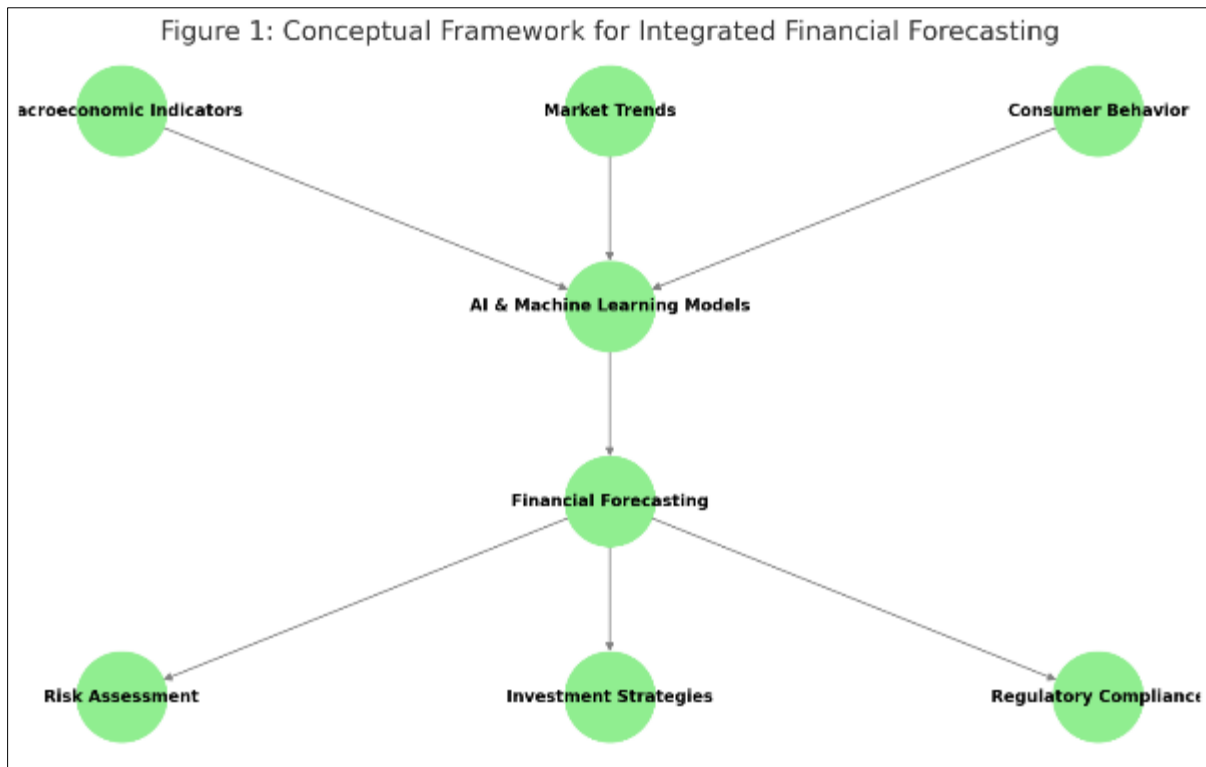 Figure 1: Conceptual Framework for Integrated Financial Forecasting
acroeconomic Indicators
Market Trends
Consumer Behavior
AI & Machine Learning Models
Financial Forecasting
Risk Assessment
Investment Strategies
Regulatory Compliance